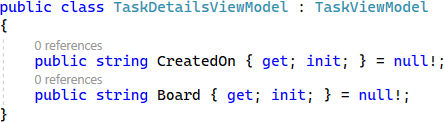 public class TaskDetailsViewModel : TaskViewModel
{
0 references
public string CreatedOn { get; init; } = null!;
0 references
public string Board { get; init; } = null!;
}